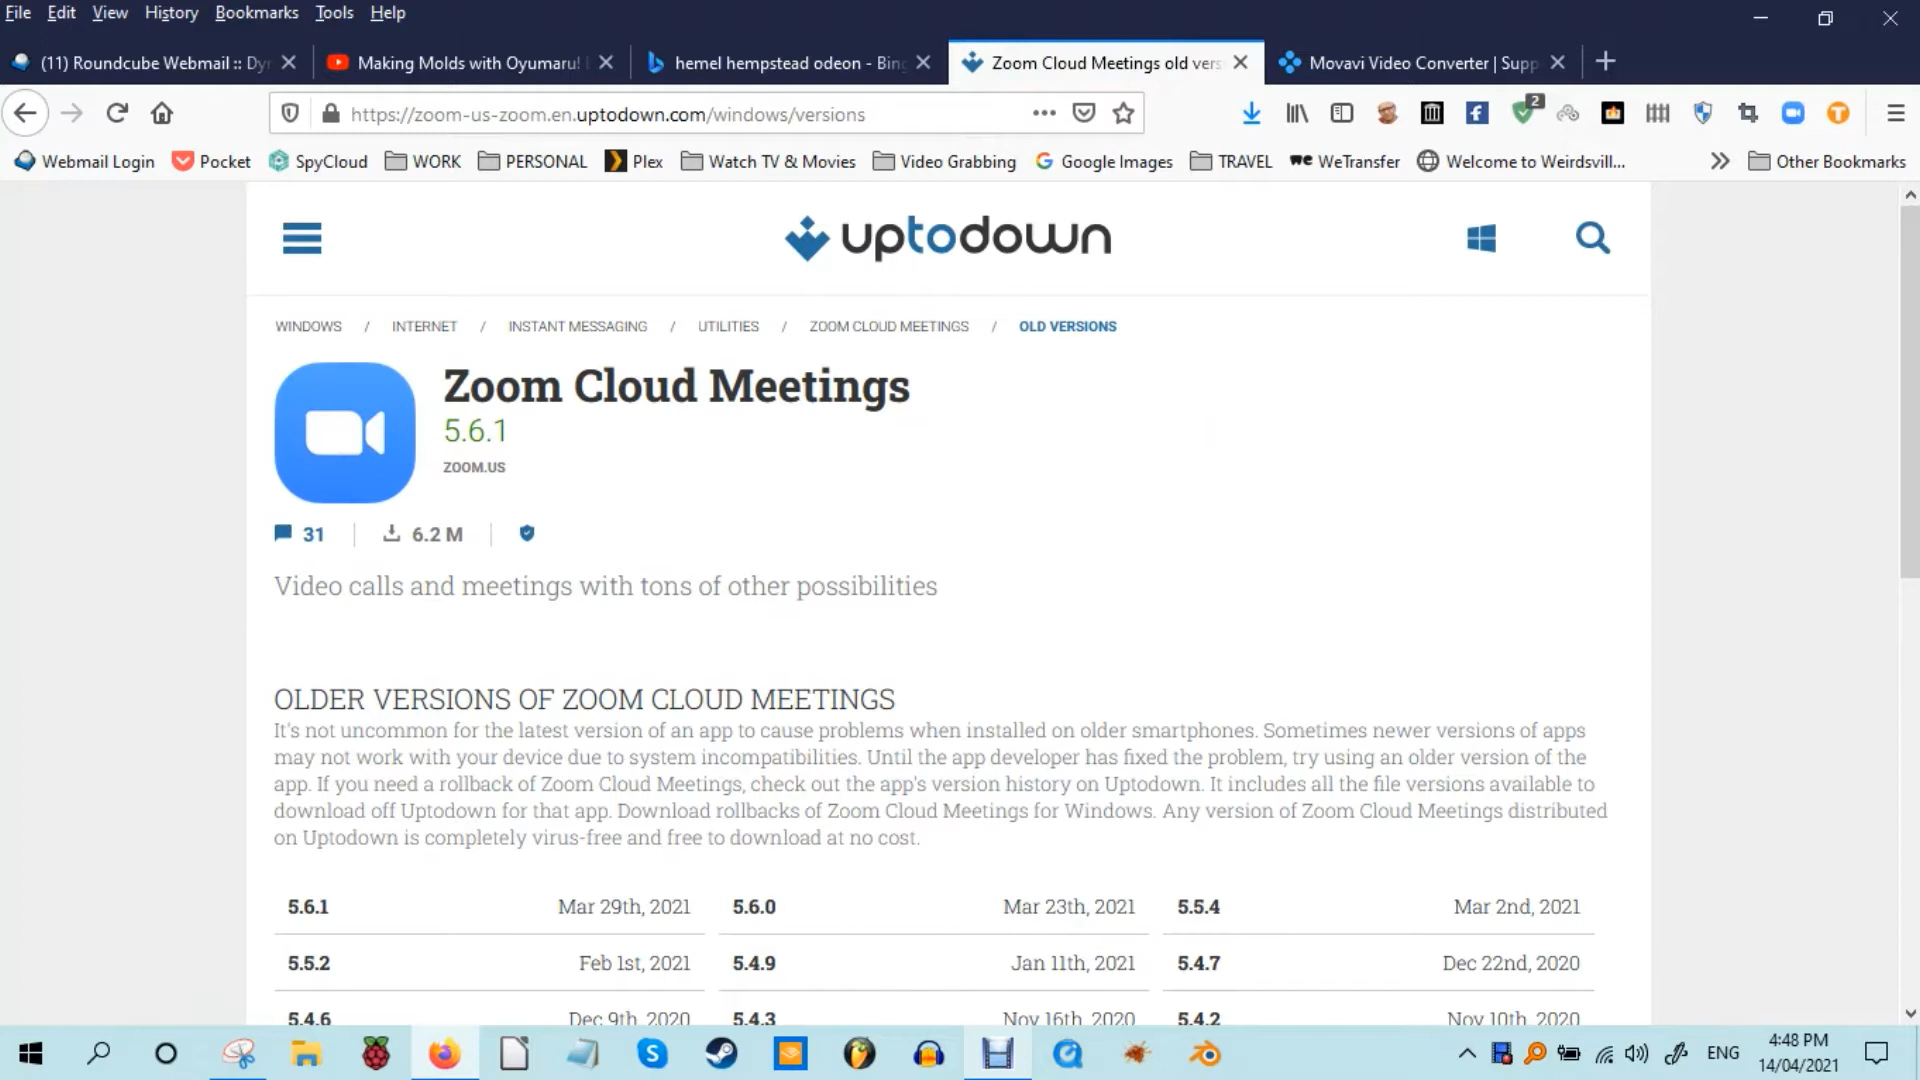 File Edit View History Bookmarks Tools Help
(11) Roundcube Webmail :: Dyn
Making Molds with Oyumaru!
hemel hempstead odeon - Bing
Zoom Cloud Meetings old vers
Movavi Video Converter | Supp
https://zoom-us-zoom.en.uptodown.com/windows/versions
2
Webmail Login Pocket SpyCloud WORK PERSONAL Plex Watch TV & Movies Video Grabbing Google Images TRAVEL WeTransfer Welcome to Weirdsvill... Other Bookmarks
uptodown
WINDOWS / INTERNET / INSTANT MESSAGING / UTILITIES / ZOOM CLOUD MEETINGS / OLD VERSIONS
Zoom Cloud Meetings
5.6.1
ZOOM.US
31 6.2 M
Video calls and meetings with tons of other possibilities
OLDER VERSIONS OF ZOOM CLOUD MEETINGS
It's not uncommon for the latest version of an app to cause problems when installed on older smartphones. Sometimes newer versions of apps
may not work with your device due to system incompatibilities. Until the app developer has fixed the problem, try using an older version of the
app. If you need a rollback of Zoom Cloud Meetings, check out the app's version history on Uptodown. It includes all the file versions available to
download off Uptodown for that app. Download rollbacks of Zoom Cloud Meetings for Windows. Any version of Zoom Cloud Meetings distributed
on Uptodown is completely virus-free and free to download at no cost.
5.6.1 Mar 29th, 2021 5.6.0 Mar 23th, 2021 5.5.4 Mar 2nd, 2021
5.5.2 Feb 1st, 2021 5.4.9 Jan 11th, 2021 5.4.7 Dec 22nd, 2020
5.4.6 Dec 9th, 2020 5.4.3 Nov 16th, 2020 5.4.2 Nov 10th, 2020
ENG
4:48 PM
14/04/2021